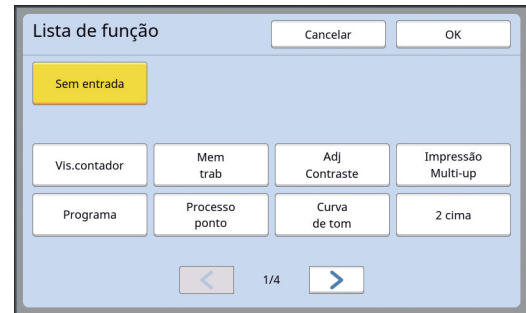 Lista de função
Cancelar
OK
Sem entrada
Vis.contador
Mem
trab
Adj
Contraste
Impressão
Multi-up
Programa
Processo
ponto
Curva
de tom
2 cima
1/4